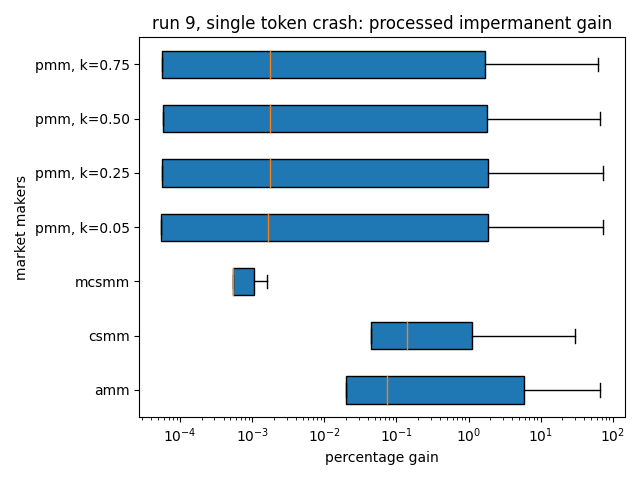 run 9, single token crash: processed impermanent gain
pmm, k=0.75
pmm, k=0.50
pmm, k=0.25
pmm, k=0.05
mcsmm
csmm
amm
market makers
10⁻⁴ 10⁻³ 10⁻² 10⁻¹ 10⁰ 10¹ 10²
percentage gain